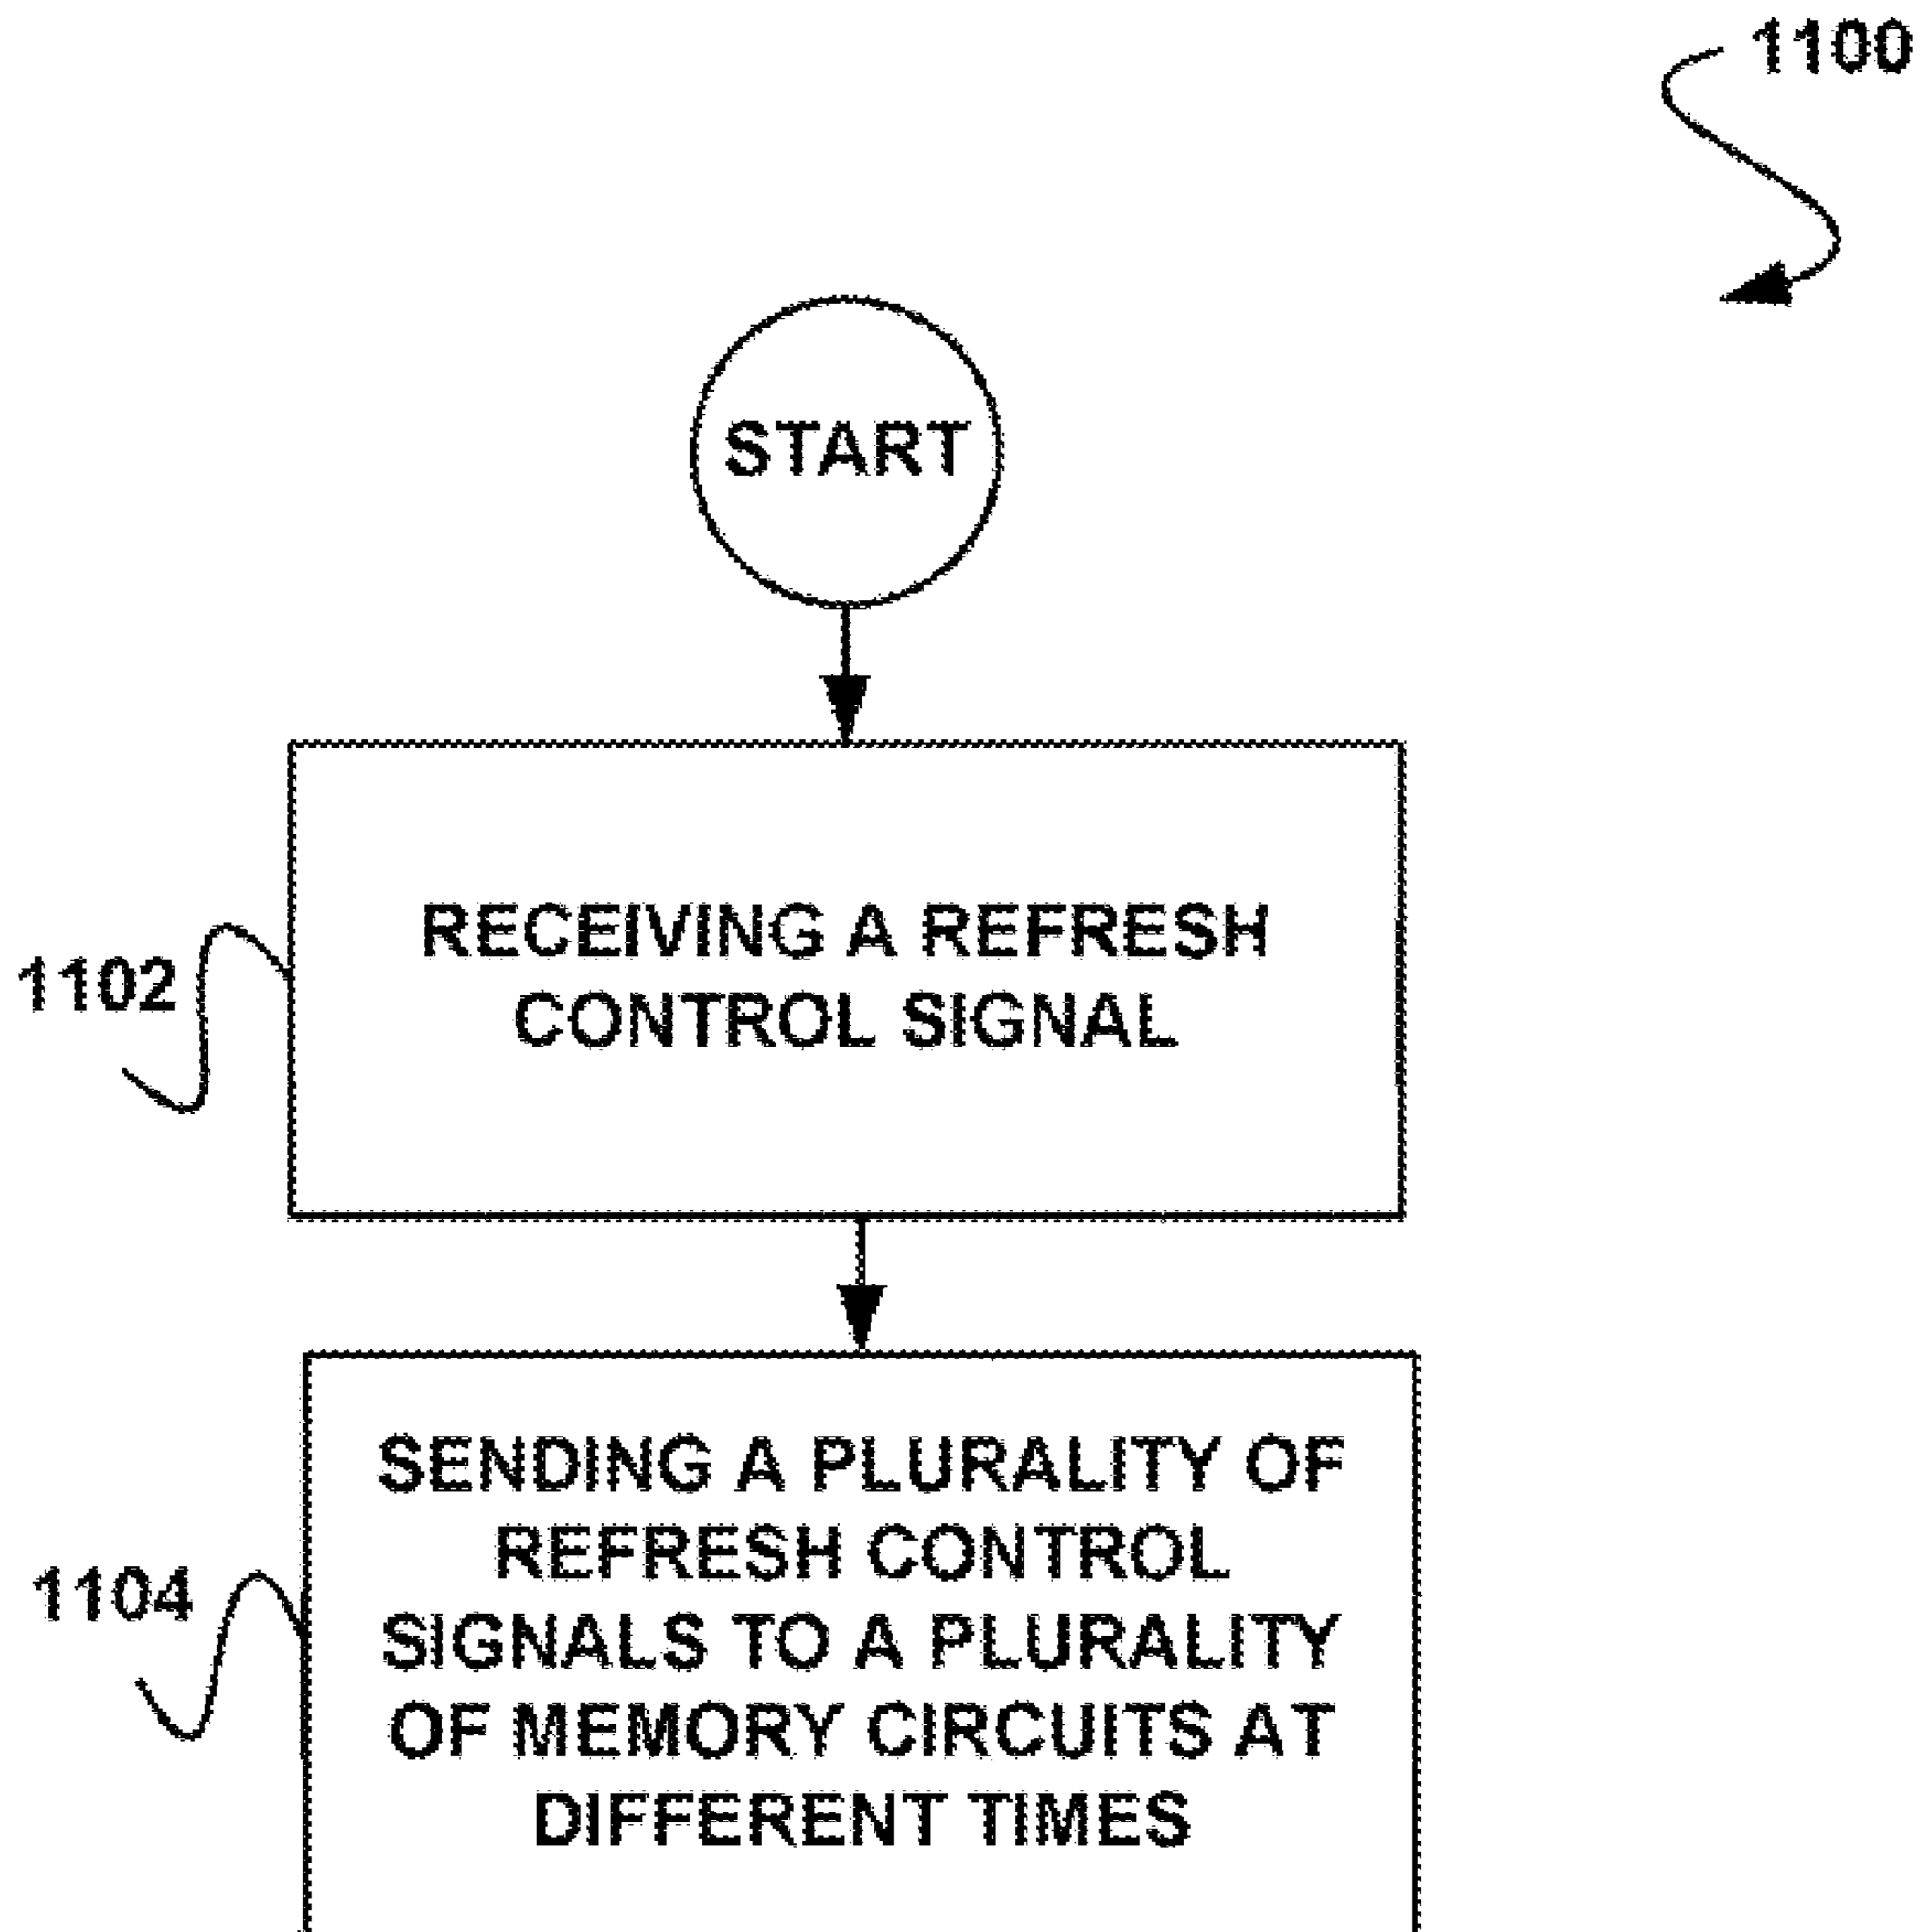 1100
START
RECEIVING A REFRESH
CONTROL SIGNAL
1102
SENDING A PLURALITY OF
REFRESH CONTROL
SIGNALS TO A PLURALITY
OF MEMORY CIRCUITS AT
DIFFERENT TIMES
1104